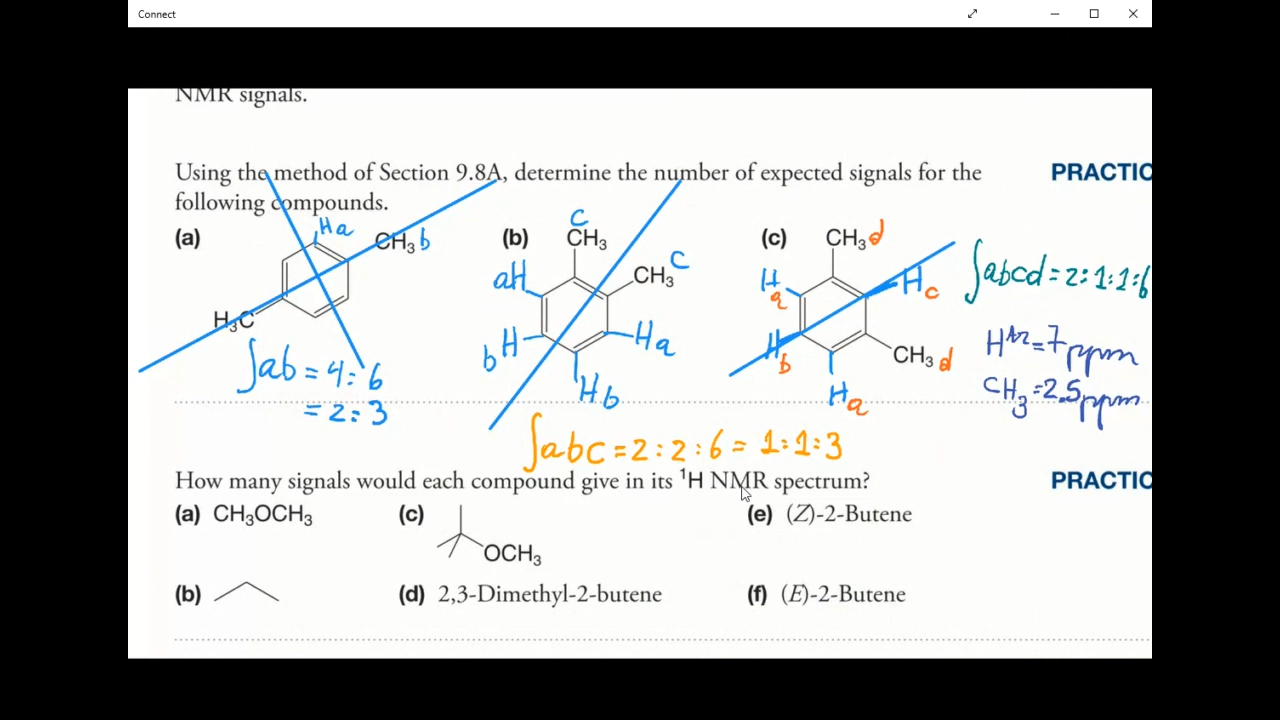 Connect
NMR signals.
Using the method of Section 9.8A, determine the number of expected signals for the
following compounds.
PRACTIC
(a)
Ha
CH₃ b
H₃C
∫ab = 4:6
= 2:3
(b)
c
CH₃
CH₃ c
aH
bH
Ha
Hb
∫abc = 2:2:6 = 1:1:3
(c)
CH₃ d
Ha
Hc
Hb
CH₃ d
Ha
∫abcd = 2:1:1:6
H^Ar = 7 ppm
CH₃ = 2.5 ppm
How many signals would each compound give in its ¹H NMR spectrum?
PRACTIC
(a) CH₃OCH₃
(c)
OCH₃
(e) (Z)-2-Butene
(b)
(d) 2,3-Dimethyl-2-butene
(f) (E)-2-Butene